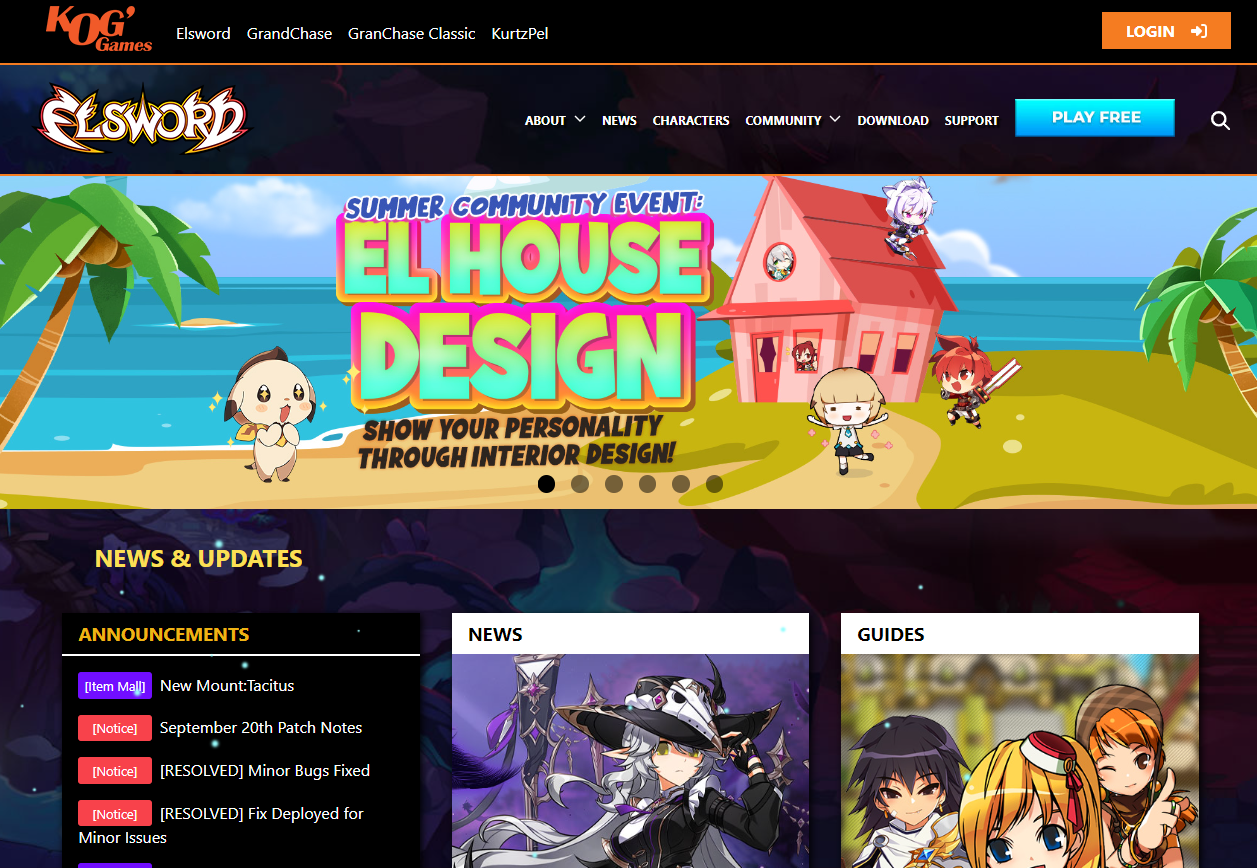 KOG'
Games
Elsword
GrandChase
GranChase Classic
KurtzPel
LOGIN
ELSWORD
ABOUT
NEWS
CHARACTERS
COMMUNITY
DOWNLOAD
SUPPORT
PLAY FREE
SUMMER COMMUNITY EVENT:
EL HOUSE
DESIGN
SHOW YOUR PERSONALITY
THROUGH INTERIOR DESIGN!
NEWS & UPDATES
ANNOUNCEMENTS
[Item Mall] New Mount:Tacitus
[Notice] September 20th Patch Notes
[Notice] [RESOLVED] Minor Bugs Fixed
[Notice] [RESOLVED] Fix Deployed for
Minor Issues
NEWS
GUIDES